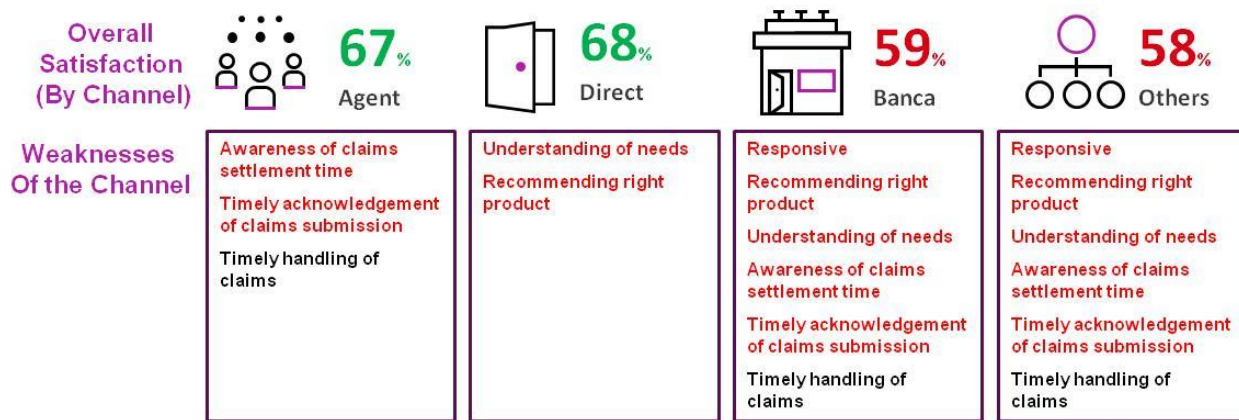 Overall
Satisfaction
(By Channel)
67%
Agent
68%
Direct
59%
Banca
58%
Others
Weaknesses
Of the Channel
Awareness of claims
settlement time
Timely acknowledgement
of claims submission
Timely handling of
claims
Understanding of needs
Recommending right
product
Responsive
Recommending right
product
Understanding of needs
Awareness of claims
settlement time
Timely acknowledgement
of claims submission
Timely handling of
claims
Responsive
Recommending right
product
Understanding of needs
Awareness of claims
settlement time
Timely acknowledgement
of claims submission
Timely handling of
claims